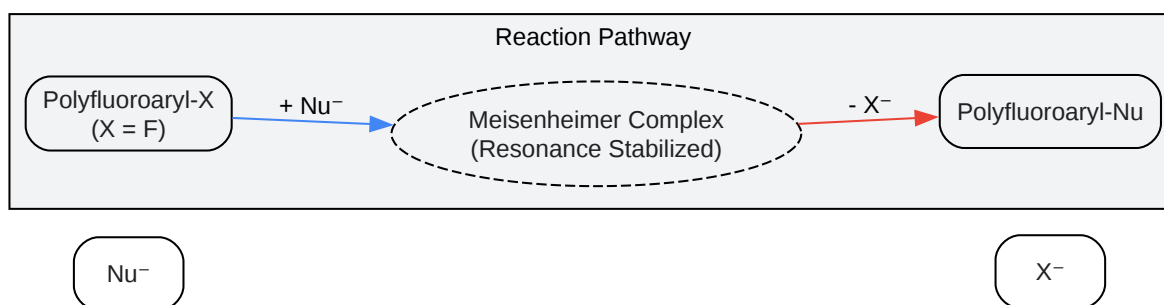 Reaction Pathway
Polyfluoroaryl-X
(X = F)
+ Nu⁻
Meisenheimer Complex
(Resonance Stabilized)
- X⁻
Polyfluoroaryl-Nu
Nu⁻
X⁻